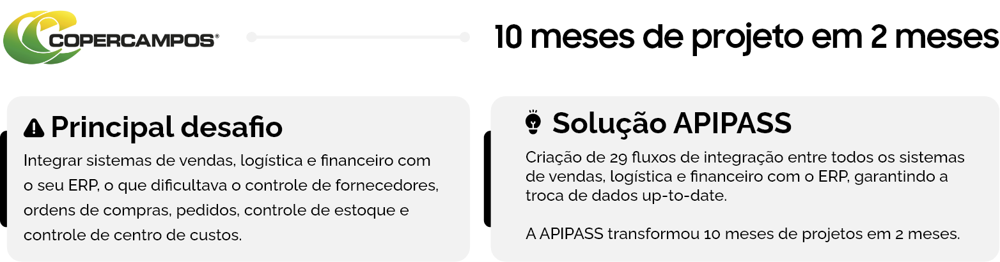 COPERCAMPOS®
10 meses de projeto em 2 meses
Principal desafio
Integrar sistemas de vendas, logística e financeiro com
o seu ERP, o que dificultava o controle de fornecedores,
ordens de compras, pedidos, controle de estoque e
controle de centro de custos.
Solução APIPASS
Criação de 29 fluxos de integração entre todos os sistemas
de vendas, logística e financeiro com o ERP, garantindo a
troca de dados up-to-date.
A APIPASS transformou 10 meses de projetos em 2 meses.